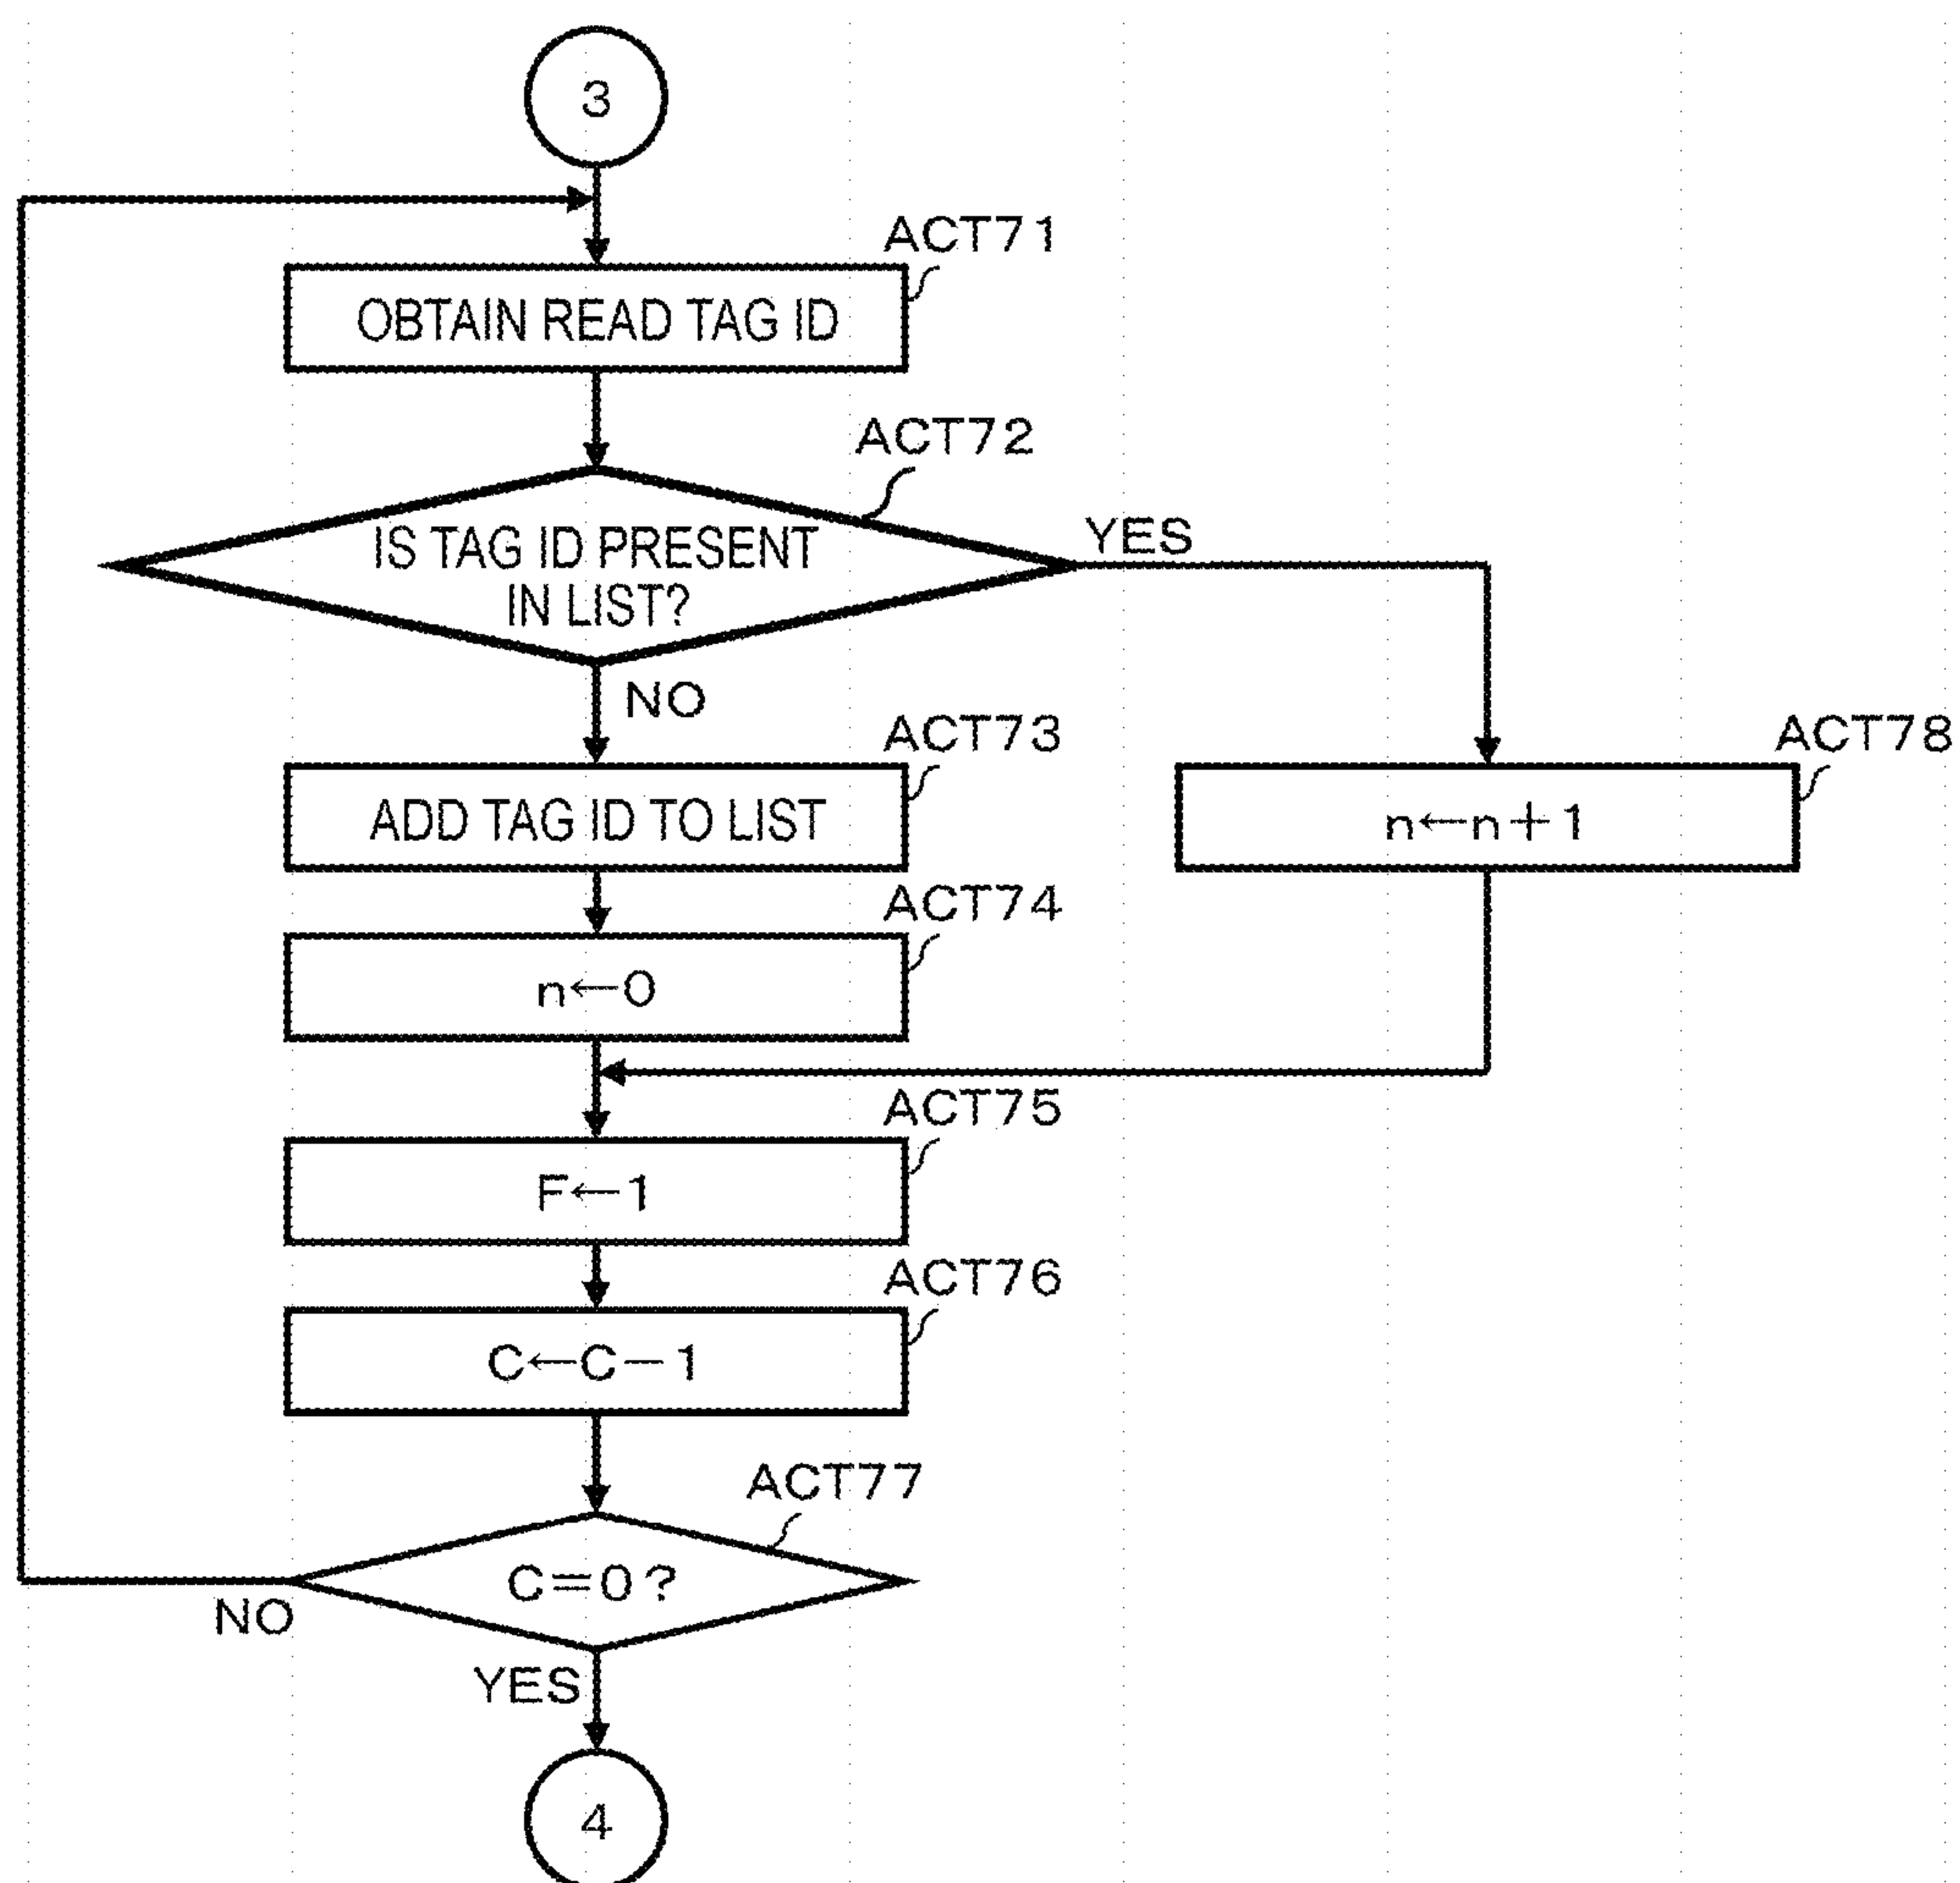 3
ACT71
OBTAIN READ TAG ID
ACT72
IS TAG ID PRESENT
IN LIST?
YES
NO
ACT73
ADD TAG ID TO LIST
ACT78
n←n+1
ACT74
n←0
ACT75
F←1
ACT76
C←C−1
ACT77
C=0?
NO
YES
4